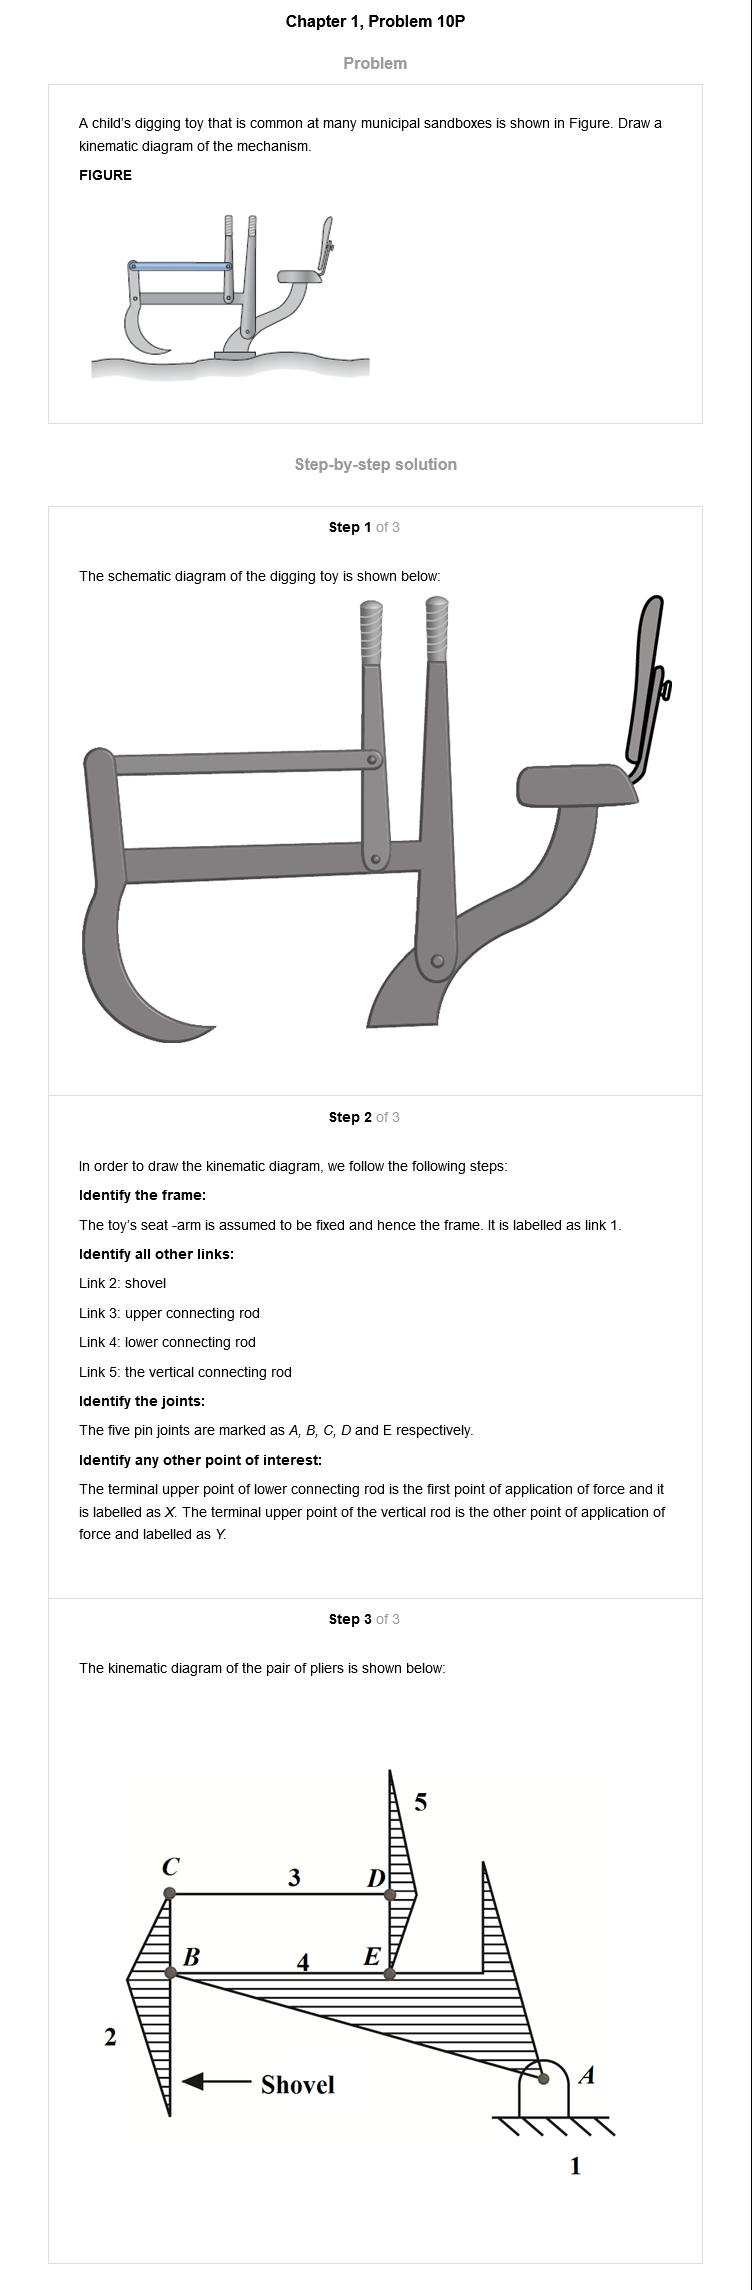 Chapter 1, Problem 10P
Problem
A child's digging toy that is common at many municipal sandboxes is shown in Figure. Draw a
kinematic diagram of the mechanism.
FIGURE
Step-by-step solution
Step 1 of 3
The schematic diagram of the digging toy is shown below:
Step 2 of 3
In order to draw the kinematic diagram, we follow the following steps:
Identify the frame:
The toy's seat -arm is assumed to be fixed and hence the frame. It is labelled as link 1.
Identify all other links:
Link 2: shovel
Link 3: upper connecting rod
Link 4: lower connecting rod
Link 5: the vertical connecting rod
Identify the joints:
The five pin joints are marked as A, B, C, D and E respectively.
Identify any other point of interest:
The terminal upper point of lower connecting rod is the first point of application of force and it
is labelled as X. The terminal upper point of the vertical rod is the other point of application of
force and labelled as Y.
Step 3 of 3
The kinematic diagram of the pair of pliers is shown below:
5
C
3
D
B
4
E
2
Shovel
A
1